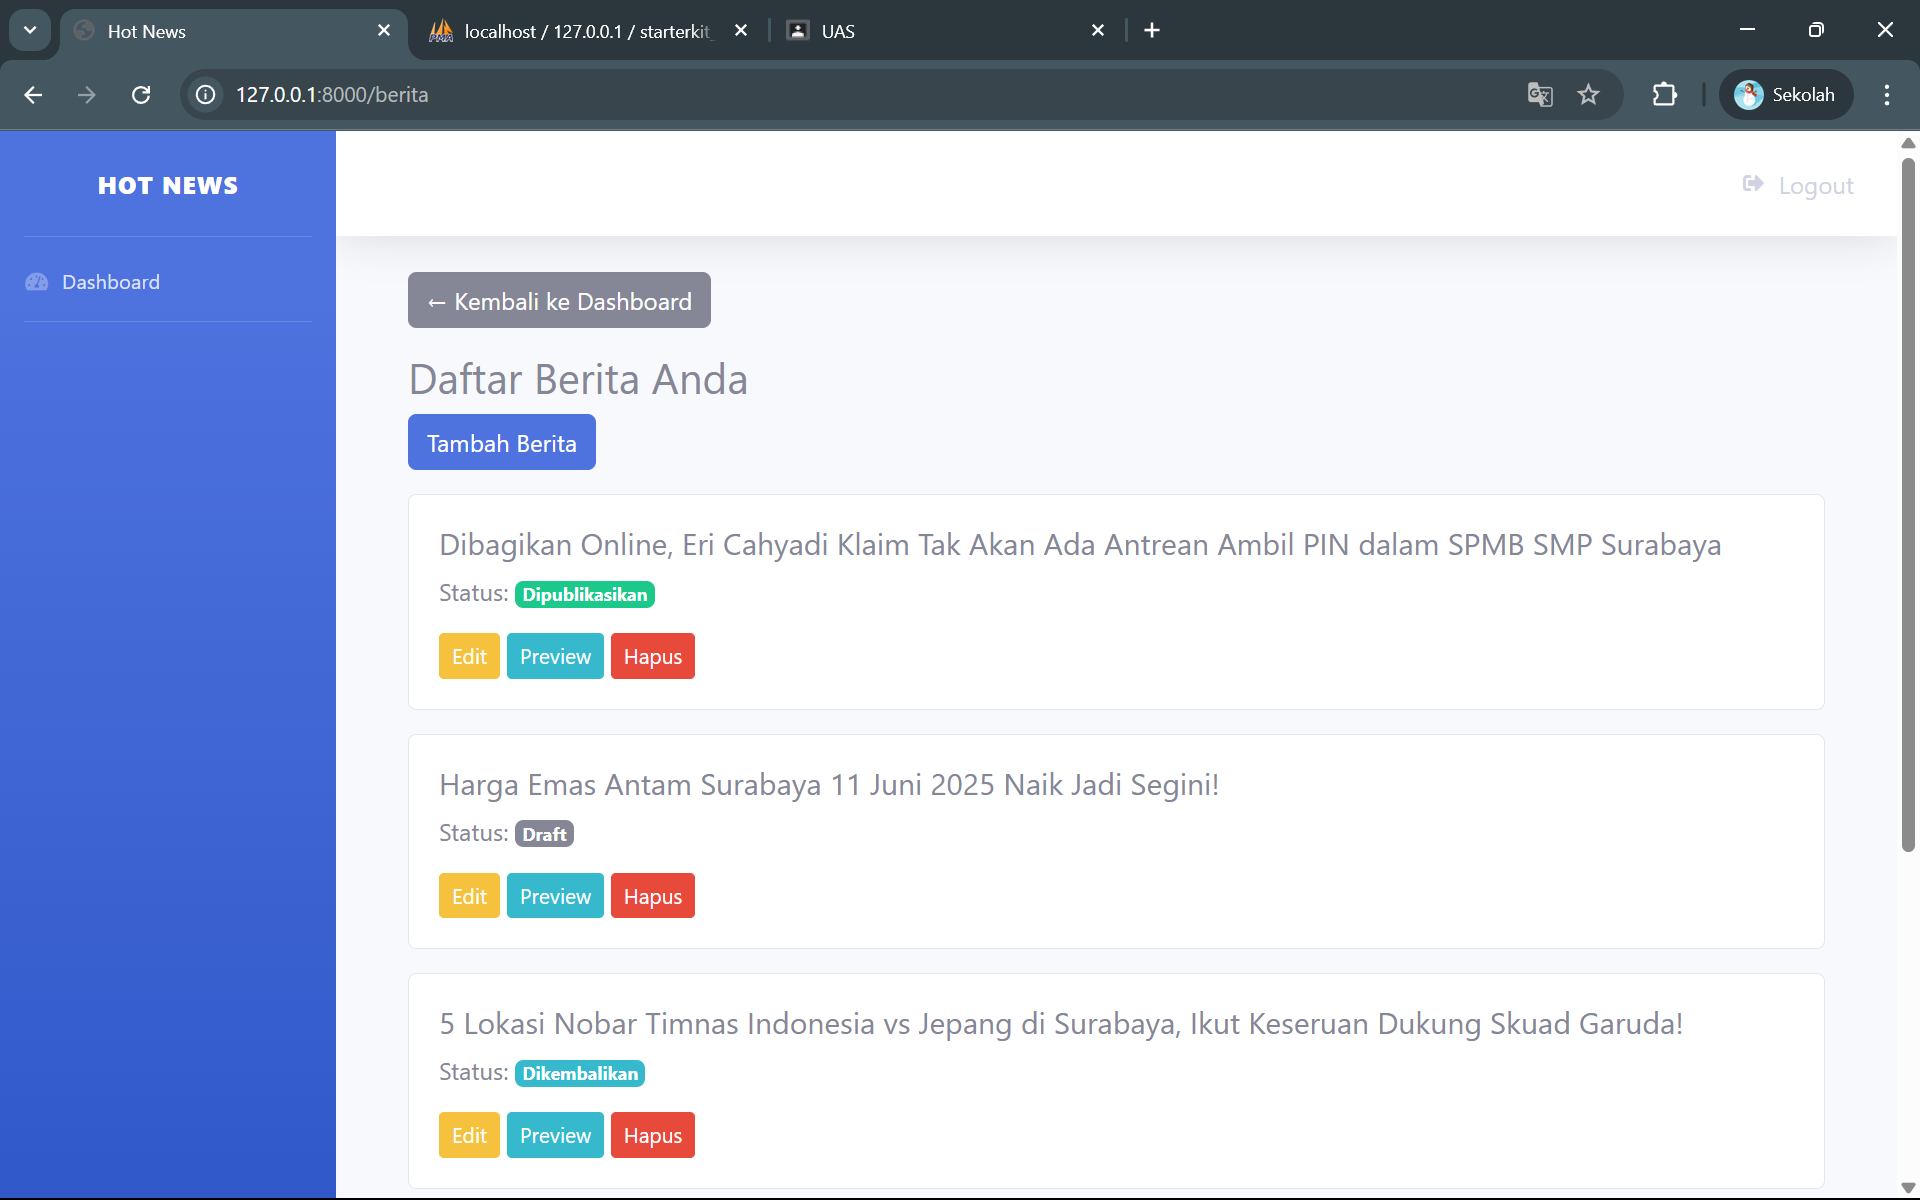 Hot News
localhost / 127.0.0.1 / starterkit_
UAS
127.0.0.1:8000/berita
Sekolah
HOT NEWS
Logout
Dashboard
← Kembali ke Dashboard
Daftar Berita Anda
Tambah Berita
Dibagikan Online, Eri Cahyadi Klaim Tak Akan Ada Antrean Ambil PIN dalam SPMB SMP Surabaya
Status: Dipublikasikan
Edit Preview Hapus
Harga Emas Antam Surabaya 11 Juni 2025 Naik Jadi Segini!
Status: Draft
Edit Preview Hapus
5 Lokasi Nobar Timnas Indonesia vs Jepang di Surabaya, Ikut Keseruan Dukung Skuad Garuda!
Status: Dikembalikan
Edit Preview Hapus